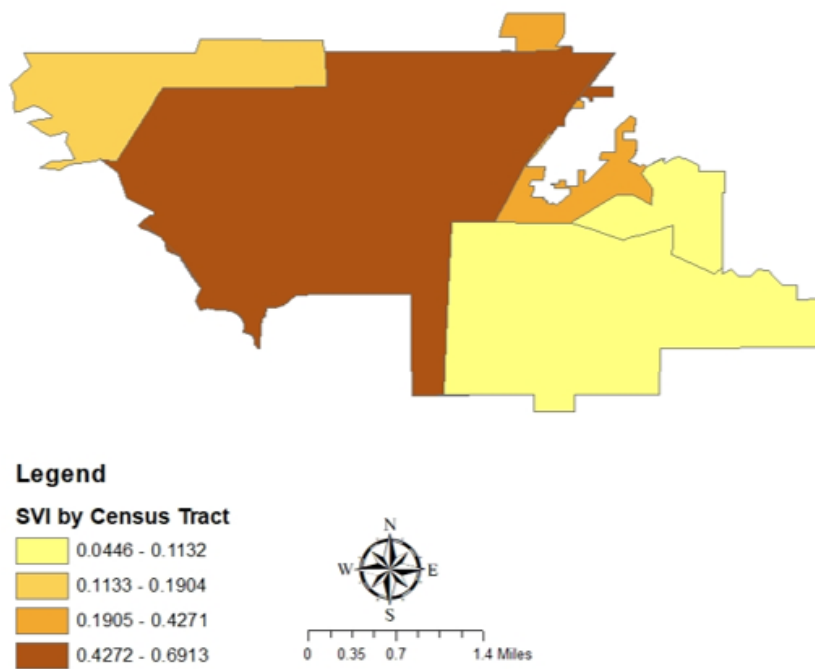 Legend
SVI by Census Tract
0.0446 - 0.1132
0.1133 - 0.1904
0.1905 - 0.4271
0.4272 - 0.6913
N
W E
S
0 0.35 0.7 1.4 Miles